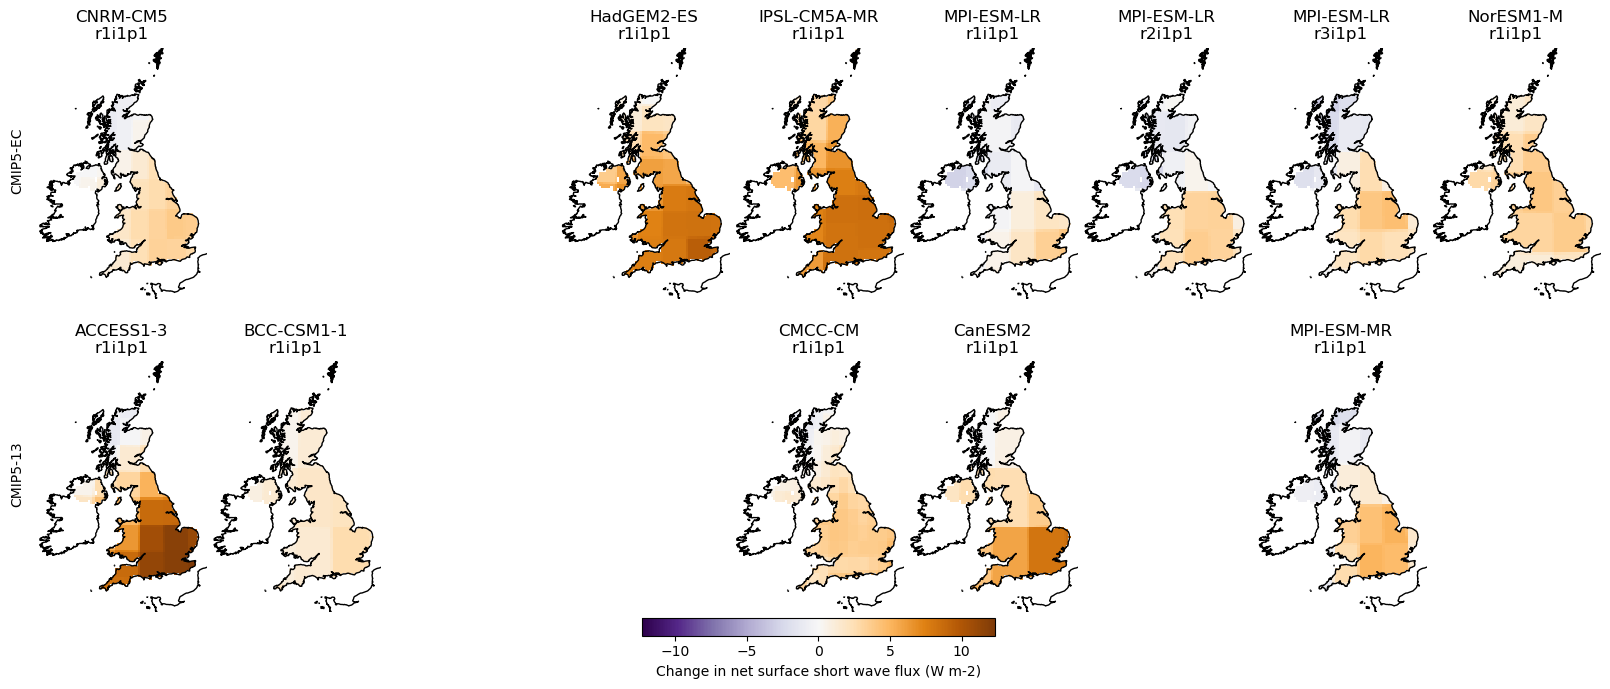 CNRM-CM5
r1i1p1
HadGEM2-ES
r1i1p1
IPSL-CM5A-MR
r1i1p1
MPI-ESM-LR
r1i1p1
MPI-ESM-LR
r2i1p1
MPI-ESM-LR
r3i1p1
NorESM1-M
r1i1p1
CMIP5-EC
ACCESS1-3
r1i1p1
BCC-CSM1-1
r1i1p1
CMCC-CM
r1i1p1
CanESM2
r1i1p1
MPI-ESM-MR
r1i1p1
CMIP5-13
−10 −5 0 5 10
Change in net surface short wave flux (W m-2)